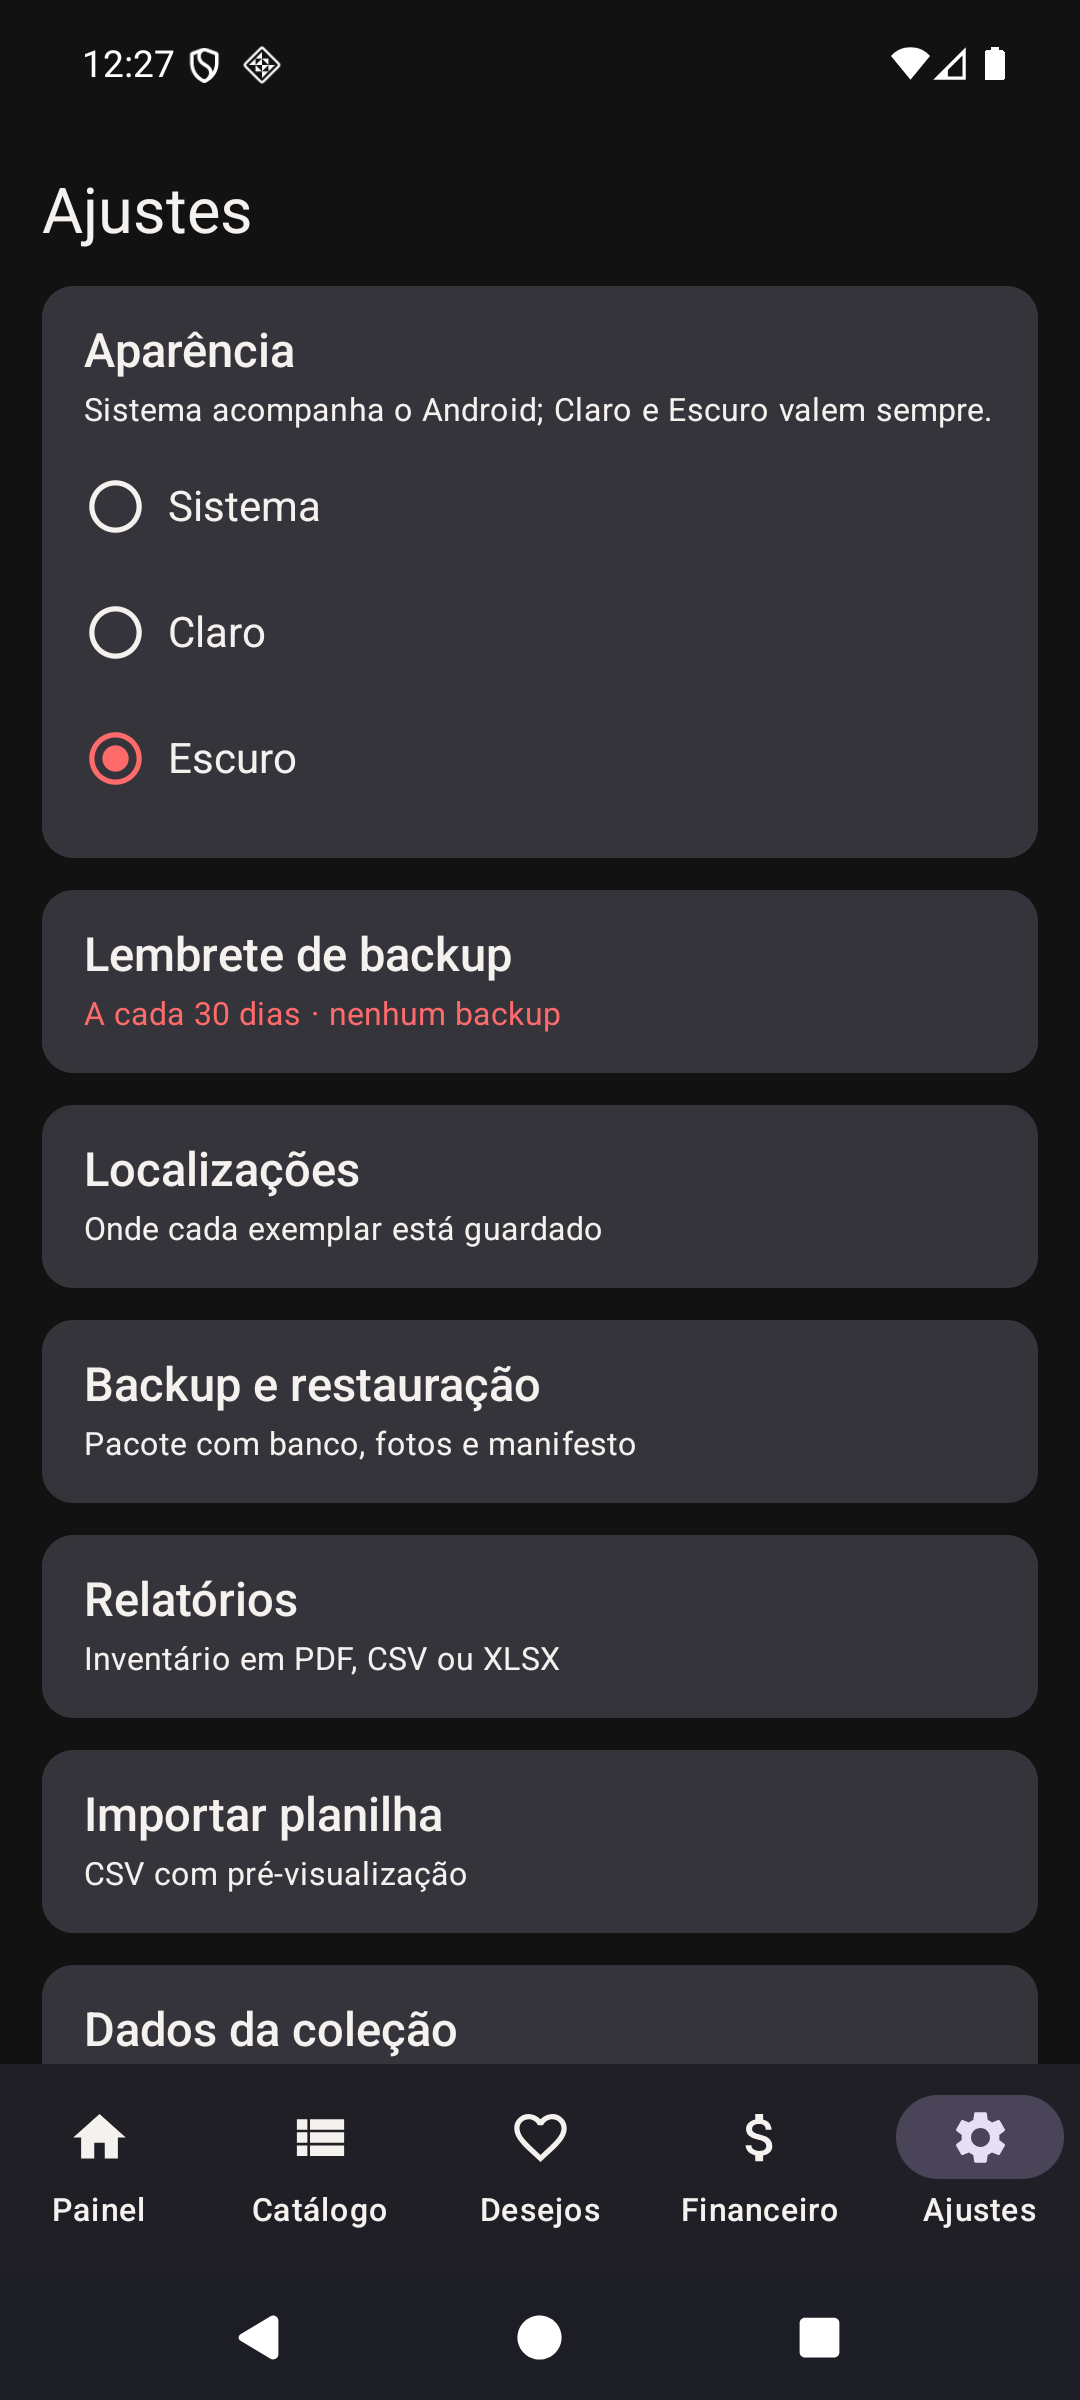 12:27
Ajustes
Aparência
Sistema acompanha o Android; Claro e Escuro valem sempre.
Sistema
Claro
Escuro
Lembrete de backup
A cada 30 dias · nenhum backup
Localizações
Onde cada exemplar está guardado
Backup e restauração
Pacote com banco, fotos e manifesto
Relatórios
Inventário em PDF, CSV ou XLSX
Importar planilha
CSV com pré-visualização
Dados da coleção
Painel
Catálogo
Desejos
Financeiro
Ajustes